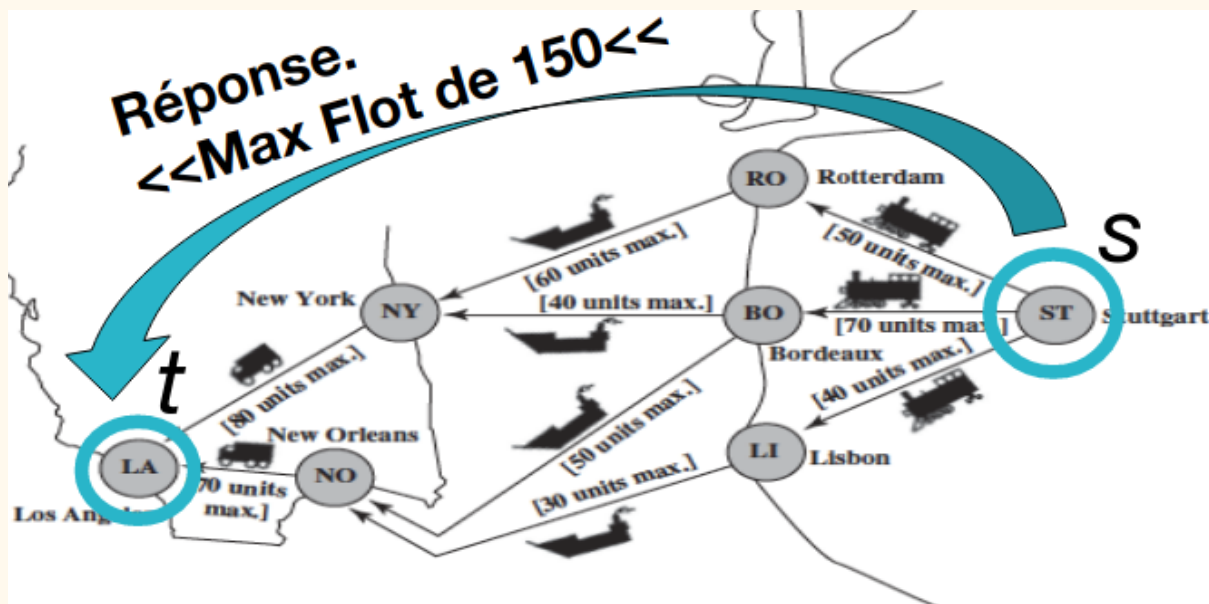 Réponse.
<<Max Flot de 150<<
RO
Rotterdam
[50 units max.]
s
[60 units max.]
New York
NY
[40 units max.]
BO
[70 units max.]
ST
Stuttgart
Bordeaux
[40 units max.]
t
[80 units max.]
[50 units max.]
New Orleans
LA
NO
LI
Lisbon
70 units
max.]
[30 units max.]
Los